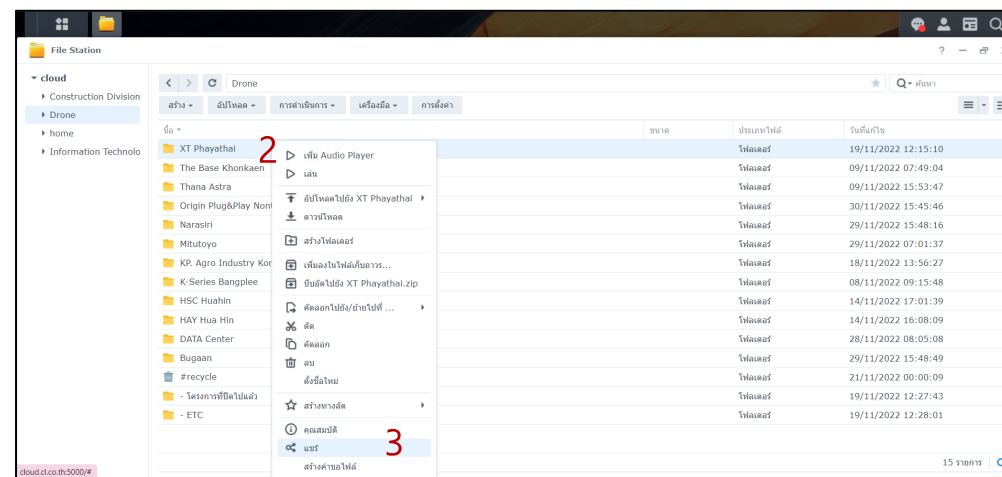 File Station
?
cloud
Construction Division
Drone
home
Information Technolo
Drone
ค้นหา
สร้าง อัปโหลด การดำเนินการ เครื่องมือ การตั้งค่า
ชื่อ ขนาด ประเภทไฟล์ วันที่แก้ไข
XT Phayathai โฟลเดอร์ 19/11/2022 12:15:10
The Base Khonkaen โฟลเดอร์ 09/11/2022 07:49:04
Thana Astra โฟลเดอร์ 09/11/2022 15:53:47
Origin Plug&Play Nont โฟลเดอร์ 30/11/2022 15:45:46
Narasiri โฟลเดอร์ 29/11/2022 15:48:16
Mitutoyo โฟลเดอร์ 29/11/2022 07:01:37
KP. Agro Industry Kor โฟลเดอร์ 18/11/2022 13:56:27
K-Series Bangplee โฟลเดอร์ 08/11/2022 09:15:48
HSC Huahin โฟลเดอร์ 14/11/2022 17:01:39
HAY Hua Hin โฟลเดอร์ 14/11/2022 16:08:09
DATA Center โฟลเดอร์ 28/11/2022 08:05:08
Bugaan โฟลเดอร์ 29/11/2022 15:48:49
#recycle โฟลเดอร์ 21/11/2022 00:00:09
- โครงการที่ปิดไปแล้ว โฟลเดอร์ 19/11/2022 12:27:43
- ETC โฟลเดอร์ 19/11/2022 12:28:01
2
เพิ่ม Audio Player
เล่น
อัปโหลดไปยัง XT Phayathai
ดาวน์โหลด
สร้างโฟลเดอร์
เพิ่มลงในไฟล์เก็บถาวร...
บีบอัดไปยัง XT Phayathai.zip
คัดลอกไปยัง/ย้ายไปที่ ...
ตัด
คัดลอก
ลบ
ตั้งชื่อใหม่
สร้างทางลัด
คุณสมบัติ
แชร์
3
สร้างคำขอไฟล์
15 รายการ
cloud.cl.co.th:5000/#